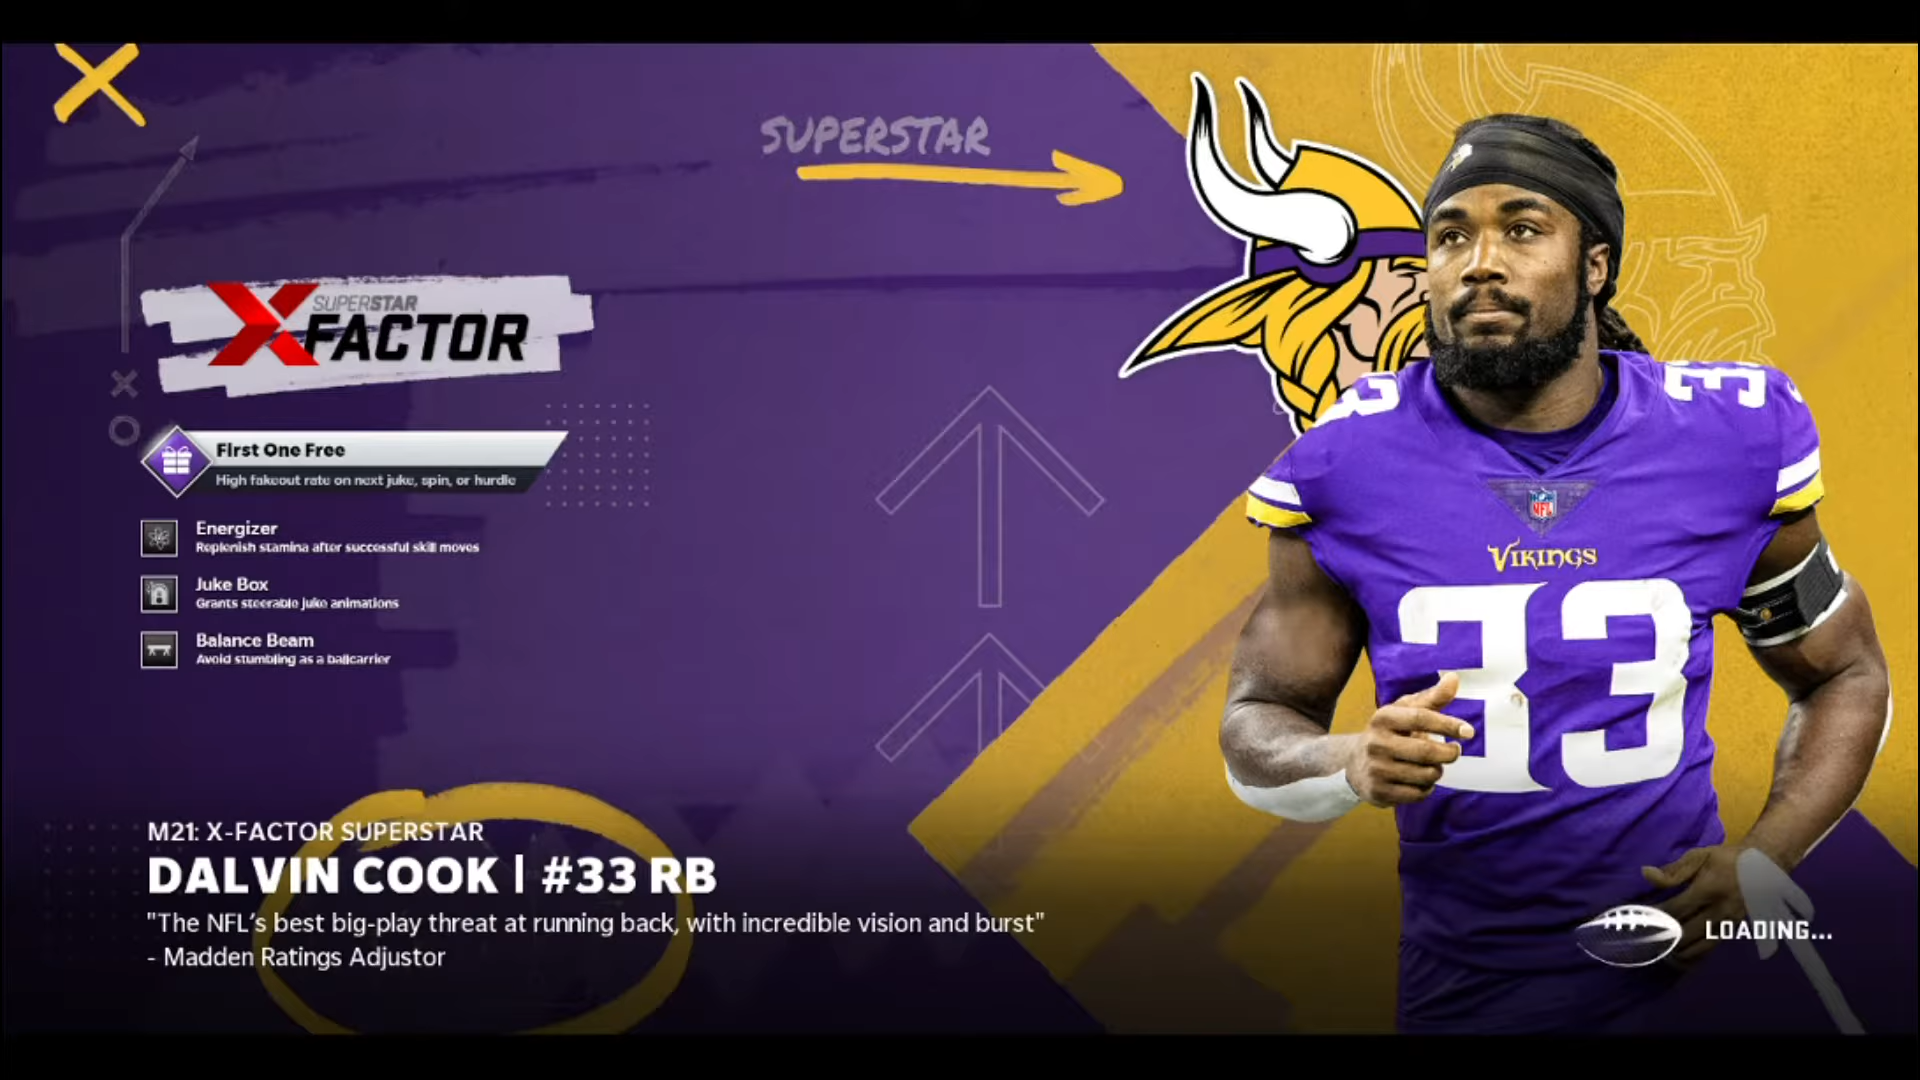 SUPERSTAR
SUPERSTAR
X FACTOR
First One Free
High fakeout rate on next juke, spin, or hurdle
Energizer
Replenish stamina after successful skill moves
Juke Box
Grants steerable juke animations
Balance Beam
Avoid stumbling as a ballcarrier
33
33
NFL
VIKINGS
33
M21: X-FACTOR SUPERSTAR
DALVIN COOK | #33 RB
"The NFL's best big-play threat at running back, with incredible vision and burst"
- Madden Ratings Adjustor
LOADING...